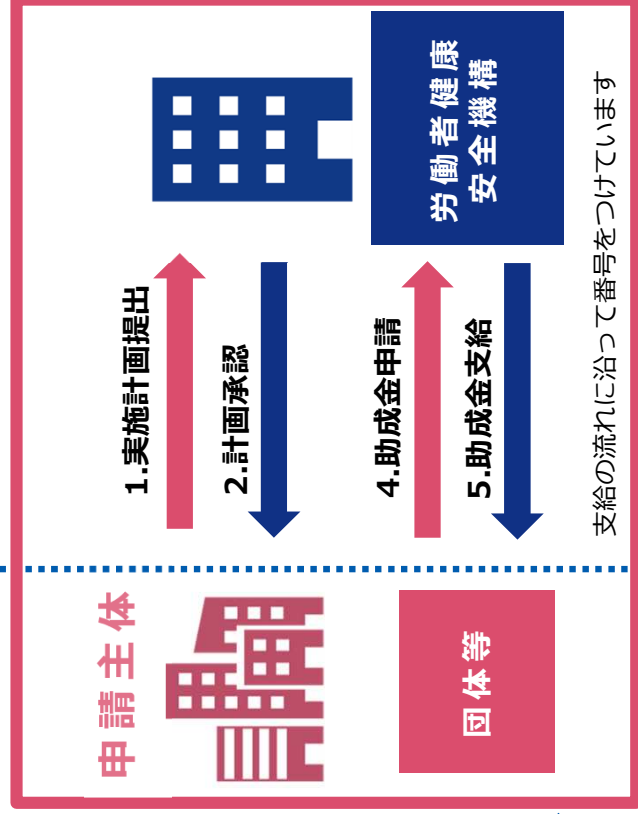 申請主体
団体等
1.実施計画提出
2.計画承認
4.助成金申請
5.助成金支給
労働者健康
安全機構
支給の流れに沿って番号をつけています